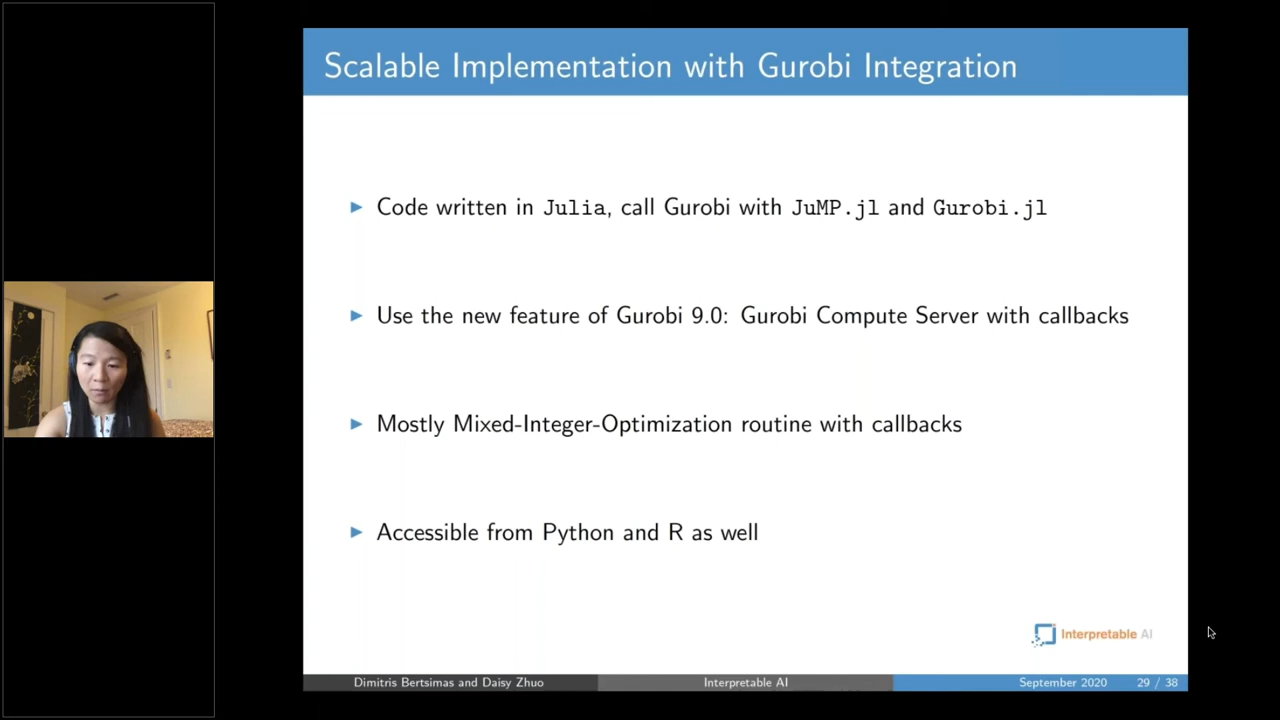 Scalable Implementation with Gurobi Integration
Code written in Julia, call Gurobi with JuMP.jl and Gurobi.jl
Use the new feature of Gurobi 9.0: Gurobi Compute Server with callbacks
Mostly Mixed-Integer-Optimization routine with callbacks
Accessible from Python and R as well
Interpretable AI
Dimitris Bertsimas and Daisy Zhuo
Interpretable AI
September 2020
29 / 38